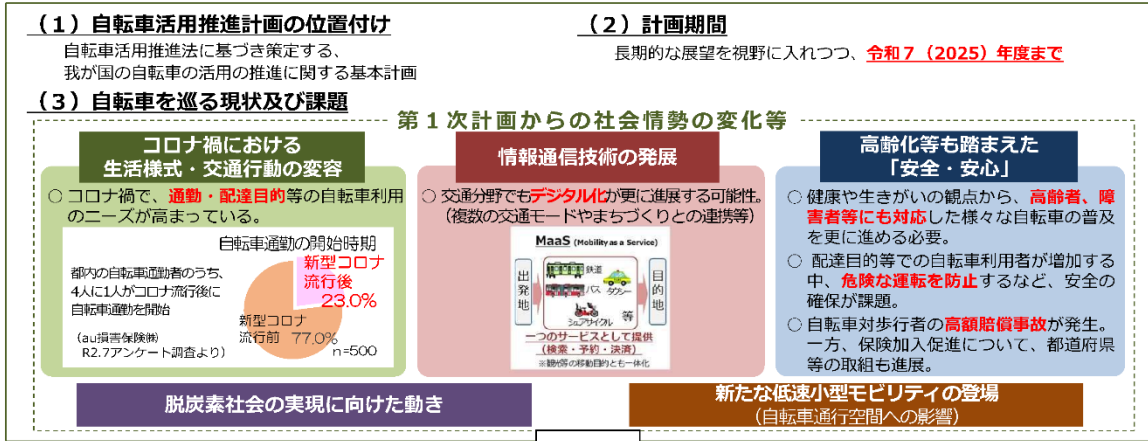 （１）自転車活用推進計画の位置付け
自転車活用推進法に基づき策定する、
我が国の自転車の活用の推進に関する基本計画
（２）計画期間
長期的な展望を視野に入れつつ、令和７（2025）年度まで
（３）自転車を巡る現状及び課題
第１次計画からの社会情勢の変化等
コロナ禍における
生活様式・交通行動の変容
○ コロナ禍で、通勤・配達目的等の自転車利用
のニーズが高まっている。
自転車通勤の開始時期
都内の自転車通勤者のうち、
4人に1人がコロナ流行後に
自転車通勤を開始
（au損害保険㈱
R2.7アンケート調査より）
新型コロナ
流行後
23.0%
新型コロナ
流行前 77.0%
n=500
情報通信技術の発展
○ 交通分野でもデジタル化が更に進展する可能性。
（複数の交通モードやまちづくりとの連携等）
MaaS (Mobility as a Service)
出発地
鉄道
バス
タクシー
シェアサイクル
等
目的地
一つのサービスとして提供
（検索・予約・決済）
※観光等の移動目的とも一体化
高齢化等も踏まえた
「安全・安心」
○ 健康や生きがいの観点から、高齢者、障
害者等にも対応した様々な自転車の普及
を更に進める必要。
○ 配達目的等での自転車利用者が増加する
中、危険な運転を防止するなど、安全の
確保が課題。
○ 自転車対歩行者の高額賠償事故が発生。
一方、保険加入促進について、都道府県
等の取組も進展。
脱炭素社会の実現に向けた動き
新たな低速小型モビリティの登場
（自転車通行空間への影響）